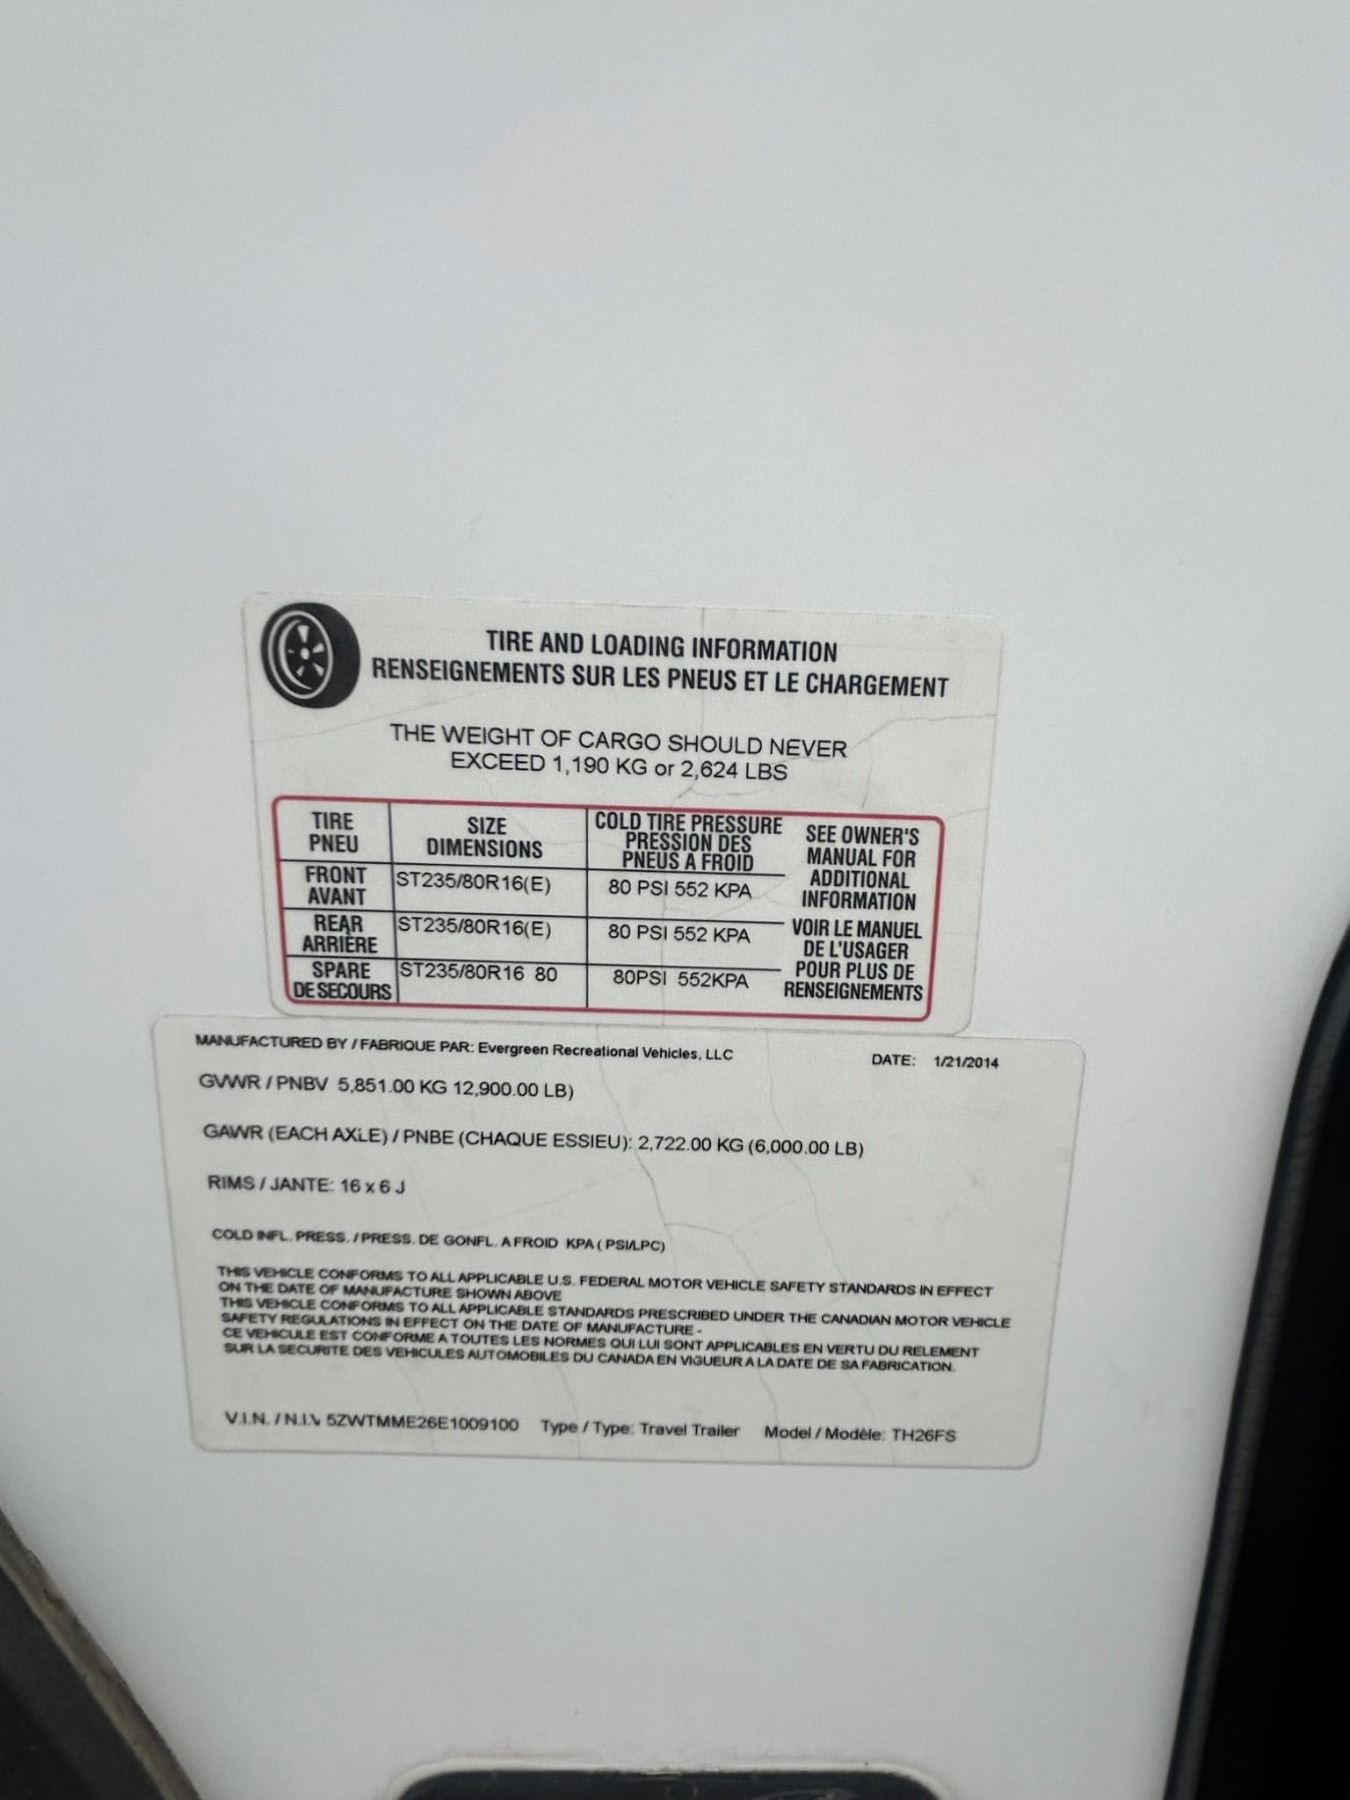 TIRE AND LOADING INFORMATION
RENSEIGNEMENTS SUR LES PNEUS ET LE CHARGEMENT
THE WEIGHT OF CARGO SHOULD NEVER
EXCEED 1,190 KG or 2,624 LBS
TIRE PNEU SIZE DIMENSIONS COLD TIRE PRESSURE PRESSION DES PNEUS A FROID
FRONT AVANT ST235/80R16(E) 80 PSI 552 KPA
REAR ARRIÈRE ST235/80R16(E) 80 PSI 552 KPA
SPARE DE SECOURS ST235/80R16 80 80PSI 552KPA
SEE OWNER'S
MANUAL FOR
ADDITIONAL
INFORMATION
VOIR LE MANUEL
DE L'USAGER
POUR PLUS DE
RENSEIGNEMENTS
MANUFACTURED BY / FABRIQUE PAR: Evergreen Recreational Vehicles, LLC DATE: 1/21/2014
GVWR / PNBV 5,851.00 KG 12,900.00 LB)
GAWR (EACH AXLE) / PNBE (CHAQUE ESSIEU): 2,722.00 KG (6,000.00 LB)
RIMS / JANTE: 16 x 6 J
COLD INFL. PRESS. / PRESS. DE GONFL. A FROID KPA ( PSI/LPC)
THIS VEHICLE CONFORMS TO ALL APPLICABLE U.S. FEDERAL MOTOR VEHICLE SAFETY STANDARDS IN EFFECT
ON THE DATE OF MANUFACTURE SHOWN ABOVE
THIS VEHICLE CONFORMS TO ALL APPLICABLE STANDARDS PRESCRIBED UNDER THE CANADIAN MOTOR VEHICLE
SAFETY REGULATIONS IN EFFECT ON THE DATE OF MANUFACTURE -
CE VEHICULE EST CONFORME A TOUTES LES NORMES QUI LUI SONT APPLICABLES EN VERTU DU RELEMENT
SUR LA SECURITE DES VEHICULES AUTOMOBILES DU CANADA EN VIGUEUR A LA DATE DE SA FABRICATION.
V.I.N. / N.I.V 5ZWTMME26E1009100 Type / Type: Travel Trailer Model / Modèle: TH26FS